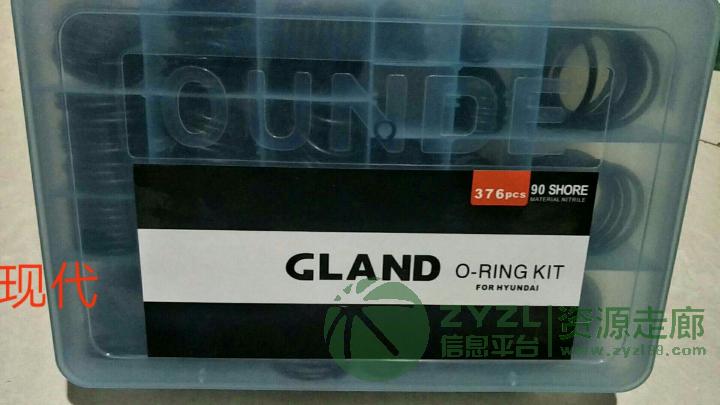 OUNDE
376pcs
90 SHORE
MATERIAL NITRILE
GLAND O-RING KIT
FOR HYUNDAI
现代
ZYZL 资源走廊
信息平台 www.zyzl88.com